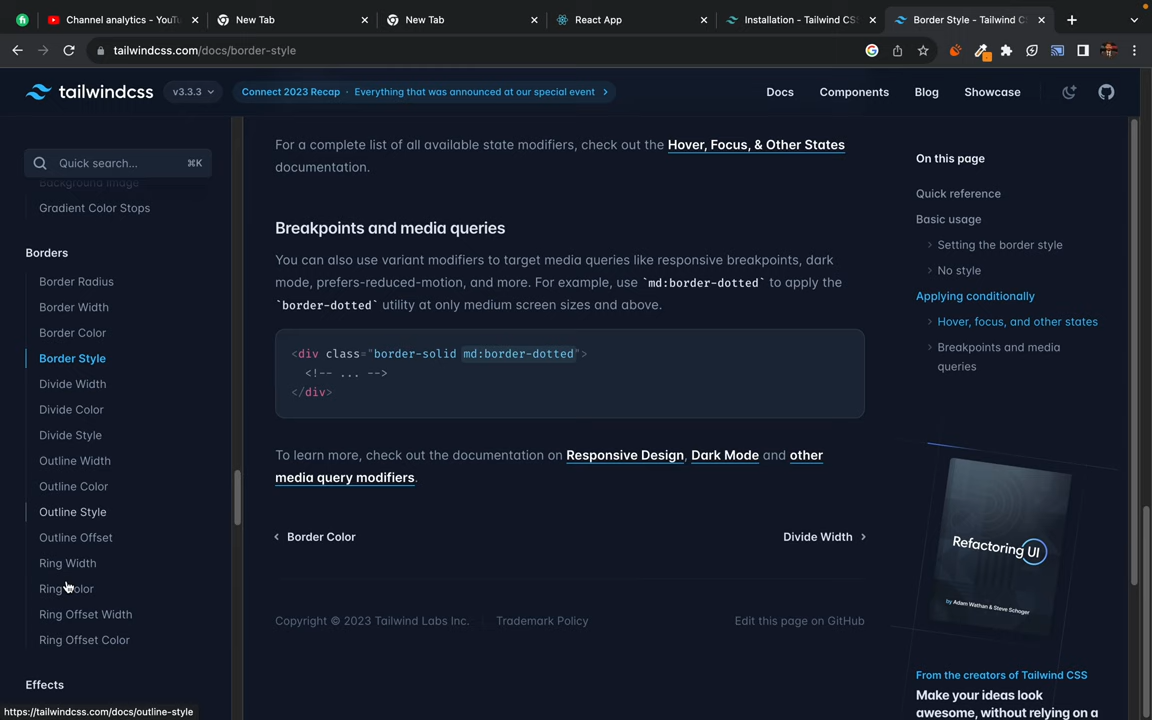 Channel analytics - YouTu
New Tab
New Tab
React App
Installation - Tailwind CSS
Border Style - Tailwind C
tailwindcss.com/docs/border-style
tailwindcss
v3.3.3
Connect 2023 Recap · Everything that was announced at our special event
Docs
Components
Blog
Showcase
Quick search...
⌘K
Background Image
Gradient Color Stops
Borders
Border Radius
Border Width
Border Color
Border Style
Divide Width
Divide Color
Divide Style
Outline Width
Outline Color
Outline Style
Outline Offset
Ring Width
Ring Color
Ring Offset Width
Ring Offset Color
Effects
https://tailwindcss.com/docs/outline-style
For a complete list of all available state modifiers, check out the Hover, Focus, & Other States
documentation.
Breakpoints and media queries
You can also use variant modifiers to target media queries like responsive breakpoints, dark
mode, prefers-reduced-motion, and more. For example, use `md:border-dotted` to apply the
`border-dotted` utility at only medium screen sizes and above.
<div class="border-solid md:border-dotted">
<!-- ... -->
</div>
To learn more, check out the documentation on Responsive Design, Dark Mode and other
media query modifiers.
Border Color
Divide Width
Copyright © 2023 Tailwind Labs Inc.
Trademark Policy
Edit this page on GitHub
On this page
Quick reference
Basic usage
Setting the border style
No style
Applying conditionally
Hover, focus, and other states
Breakpoints and media
queries
Refactoring UI
by Adam Wathan & Steve Schoger
From the creators of Tailwind CSS
Make your ideas look
awesome, without relying on a